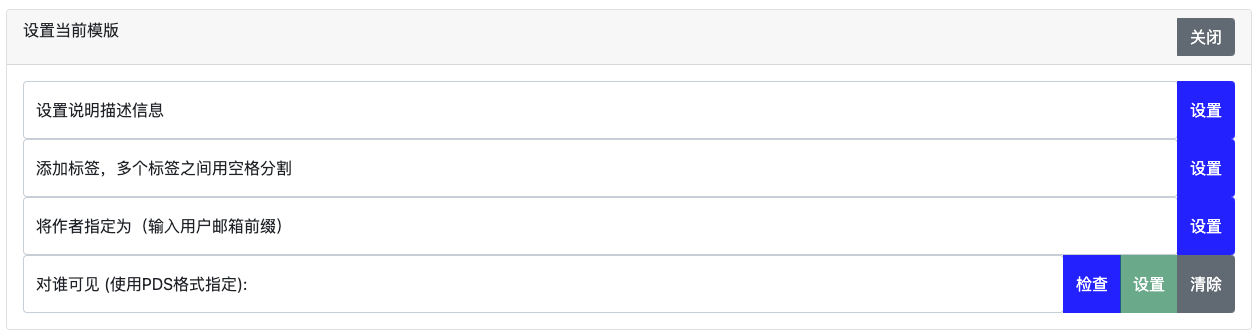 设置当前模版
关闭
设置说明描述信息
设置
添加标签，多个标签之间用空格分割
设置
将作者指定为（输入用户邮箱前缀）
设置
对谁可见 (使用PDS格式指定):
检查
设置
清除